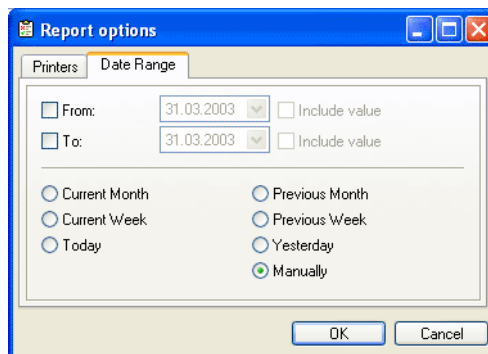 Report options
Printers Date Range
From: 31.03.2003 Include value
To: 31.03.2003 Include value
Current Month Previous Month
Current Week Previous Week
Today Yesterday
Manually
OK Cancel